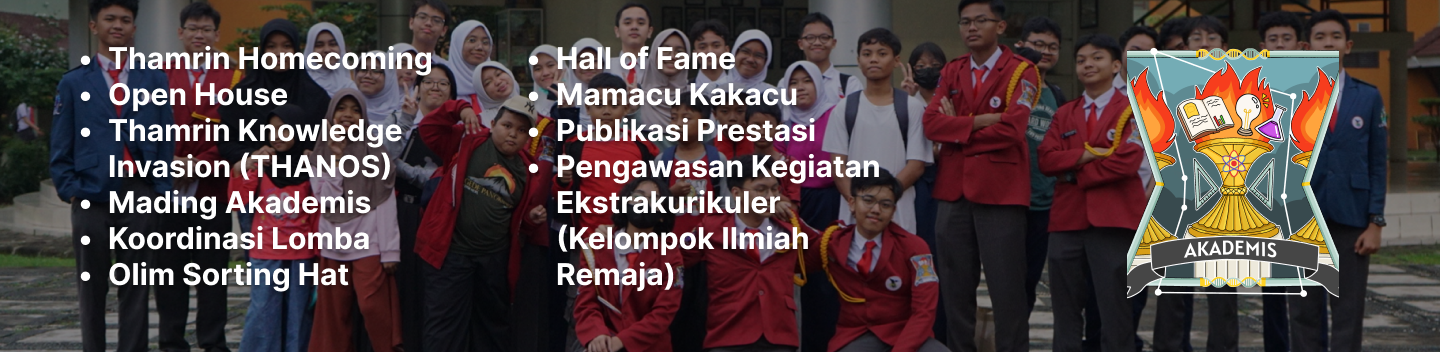 • Thamrin Homecoming
• Open House
• Thamrin Knowledge
Invasion (THANOS)
• Mading Akademis
• Koordinasi Lomba
• Olim Sorting Hat
• Hall of Fame
• Mamacu Kakacu
• Publikasi Prestasi
• Pengawasan Kegiatan
Ekstrakurikuler
(Kelompok Ilmiah
Remaja)
AKADEMIS